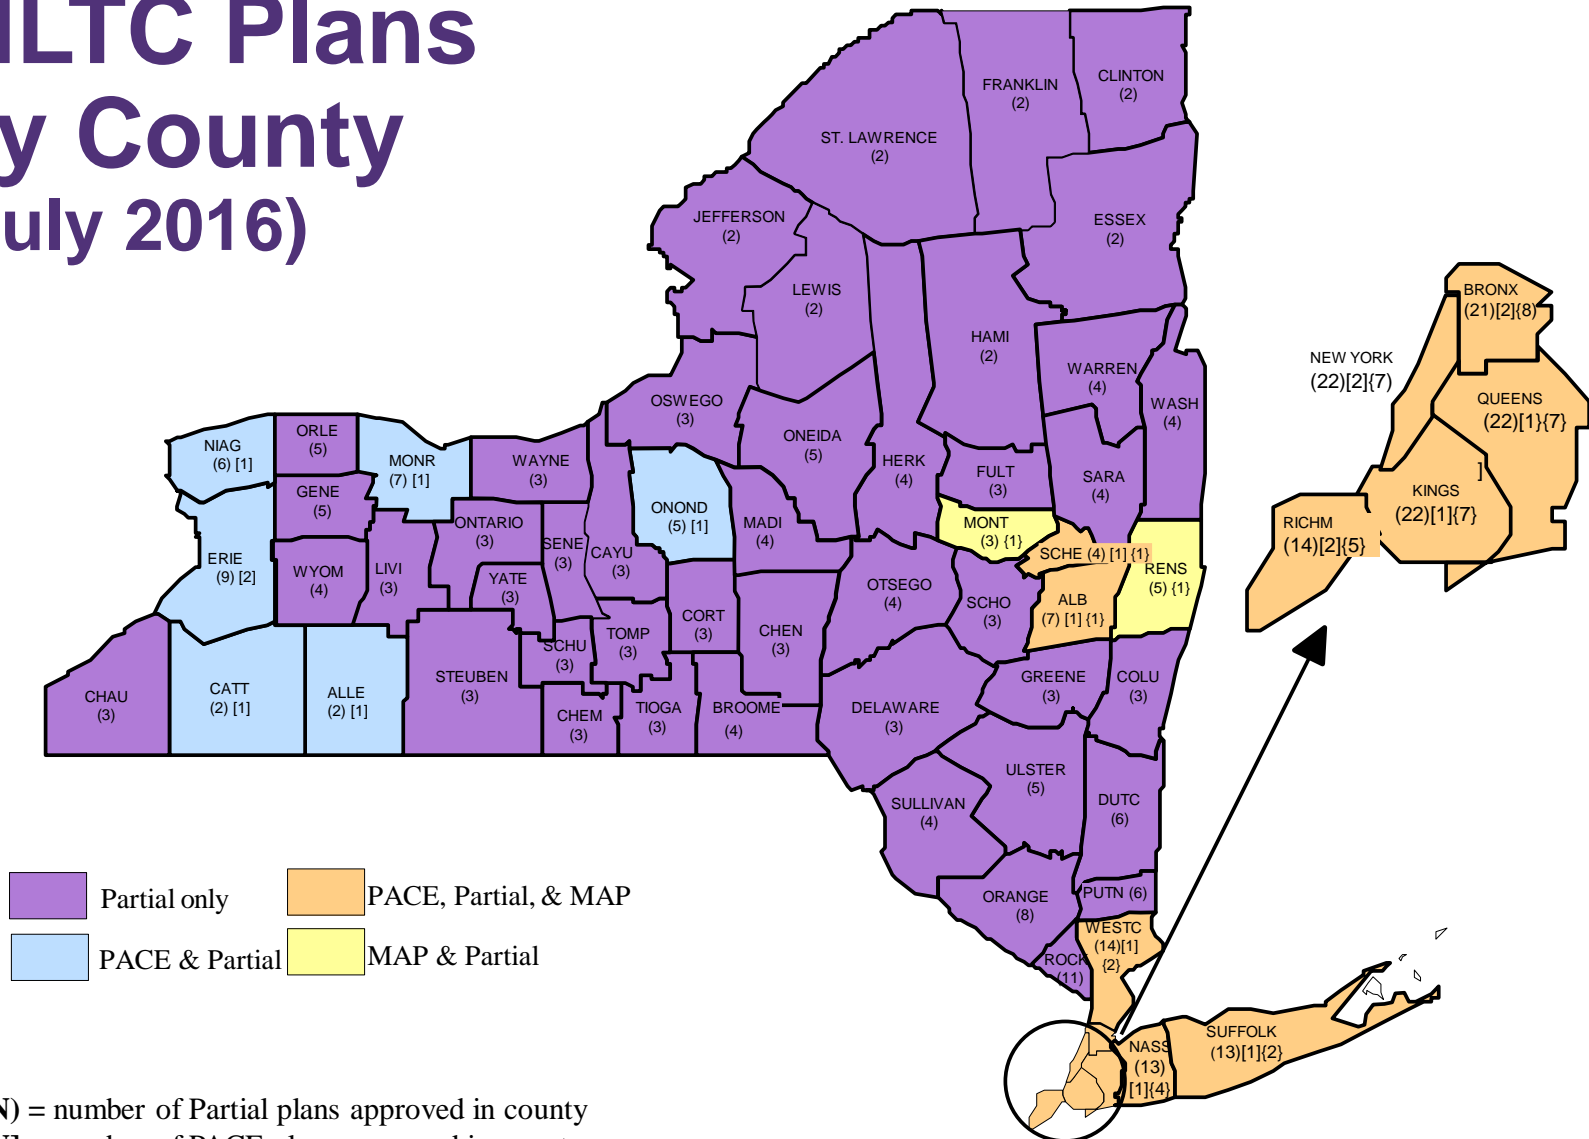 MLTC Plans
y County
uly 2016)
CLINTON
(2)
FRANKLIN
(2)
ST. LAWRENCE
(2)
JEFFERSON
(2)
ESSEX
(2)
LEWIS
(2)
HAMI
(2)
WARREN
(4)
WASH
(4)
OSWEGO
(3)
ONEIDA
(5)
HERK
(4)
FULT
(3)
SARA
(4)
NIAG
(6) [1]
ORLE
(5)
MONR
(7) [1]
WAYNE
(3)
GENE
(5)
ONOND
(5) [1]
MADI
(4)
MONT
(3) {1}
ONTARIO
(3)
SENE
(3)
CAYU
(3)
SCHE (4) [1] {1}
ERIE
(9) [2]
WYOM
(4)
LIVI
(3)
YATE
(3)
OTSEGO
(4)
SCHO
(3)
ALB
(7) [1] {1}
RENS
(5) {1}
CORT
(3)
CHEN
(3)
SCHU
(3)
TOMP
(3)
CHAU
(3)
CATT
(2) [1]
ALLE
(2) [1]
STEUBEN
(3)
CHEM
(3)
TIOGA
(3)
BROOME
(4)
DELAWARE
(3)
GREENE
(3)
COLU
(3)
ULSTER
(5)
SULLIVAN
(4)
DUTC
(6)
ORANGE
(8)
PUTN (6)
WESTC
(14)[1]
{2}
ROCK
(11)
NASS
(13)
[1]{4}
SUFFOLK
(13)[1]{2}
BRONX
(21)[2]{8}
NEW YORK
(22)[2]{7}
QUEENS
(22)[1}{7}
]
KINGS
(22)[1]{7}
RICHM
(14)[2]{5}
Partial only
PACE, Partial, & MAP
PACE & Partial
MAP & Partial
N) = number of Partial plans approved in county